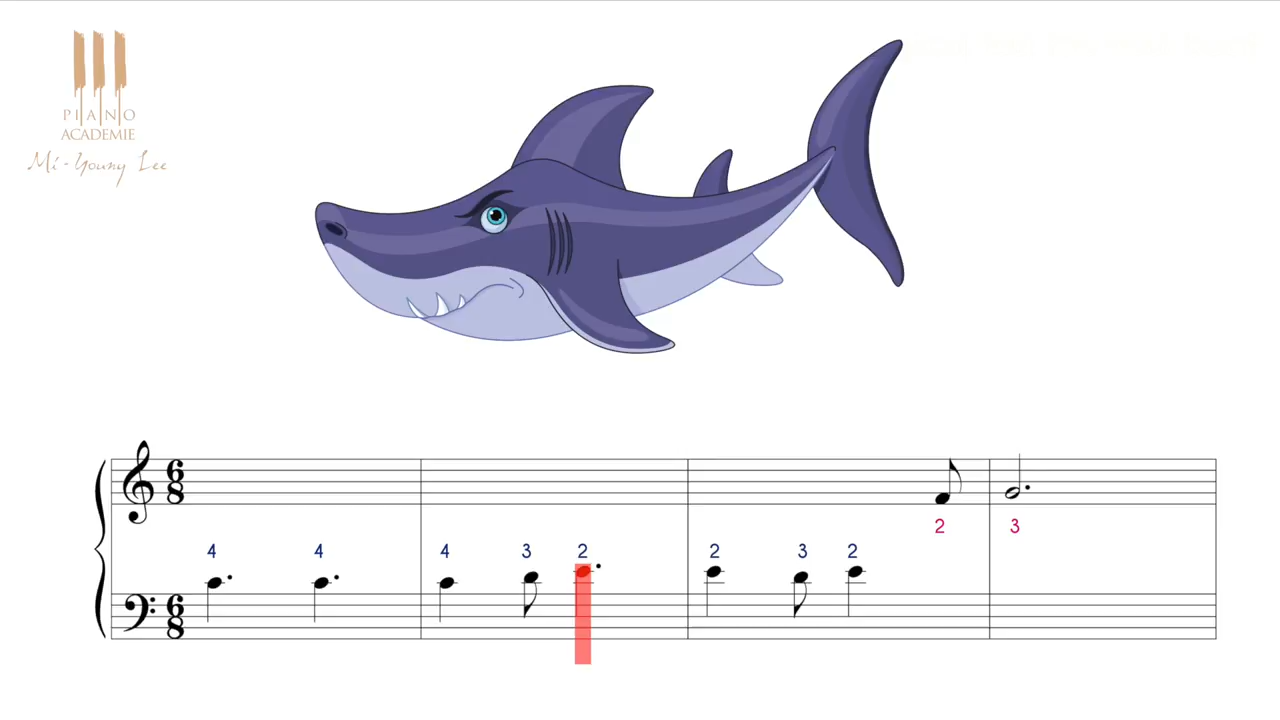 PIANO
ACADEMIE
Mi-Young Lee
6 8
4 4 4 3 2 2 3 2
2 3
6 8